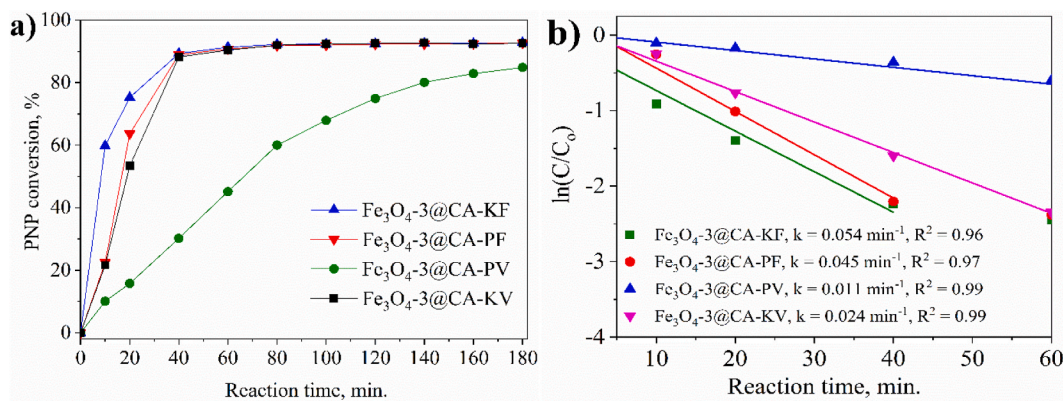 a)
PNP conversion, %
100
90
80
70
60
50
40
30
20
10
0
Fe₃O₄-3@CA-KF
Fe₃O₄-3@CA-PF
Fe₃O₄-3@CA-PV
Fe₃O₄-3@CA-KV
0 20 40 60 80 100 120 140 160 180
Reaction time, min.
b)
ln(C/Cₒ)
0
-1
-2
-3
-4
Fe₃O₄-3@CA-KF, k = 0.054 min⁻¹, R² = 0.96
Fe₃O₄-3@CA-PF, k = 0.045 min⁻¹, R² = 0.97
Fe₃O₄-3@CA-PV, k = 0.011 min⁻¹, R² = 0.99
Fe₃O₄-3@CA-KV, k = 0.024 min⁻¹, R² = 0.99
10 20 30 40 50 60
Reaction time, min.